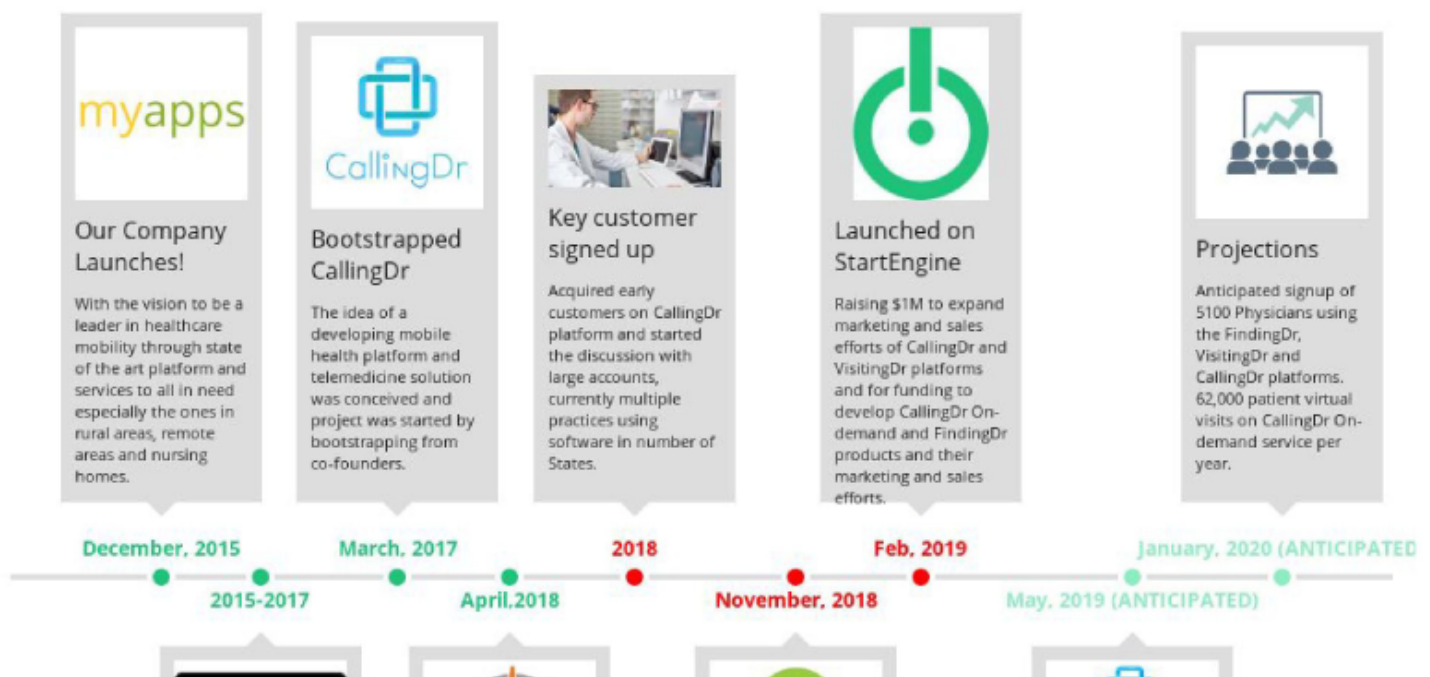 myapps
Our Company
Launches!
With the vision to be a
leader in healthcare
mobility through state
of the art platform and
services to all in need
especially the ones in
rural areas, remote
areas and nursing
homes.
CallingDr
Bootstrapped
CallingDr
The idea of a
developing mobile
health platform and
telemedicine solution
was conceived and
project was started by
bootstrapping from
co-founders.
Key customer
signed up
Acquired early
customers on CallingDr
platform and started
the discussion with
large accounts,
currently multiple
practices using
software in number of
States.
Launched on
StartEngine
Raising $1M to expand
marketing and sales
efforts of CallingDr and
VisitingDr platforms
and for funding to
develop CallingDr On-
demand and FindingDr
products and their
marketing and sales
efforts.
Projections
Anticipated signup of
5100 Physicians using
the FindingDr,
VisitingDr and
CallingDr platforms.
62,000 patient virtual
visits on CallingDr On-
demand service per
year.
December, 2015
March, 2017
2018
Feb, 2019
January, 2020 (ANTICIPATED
2015-2017
April,2018
November, 2018
May, 2019 (ANTICIPATED)